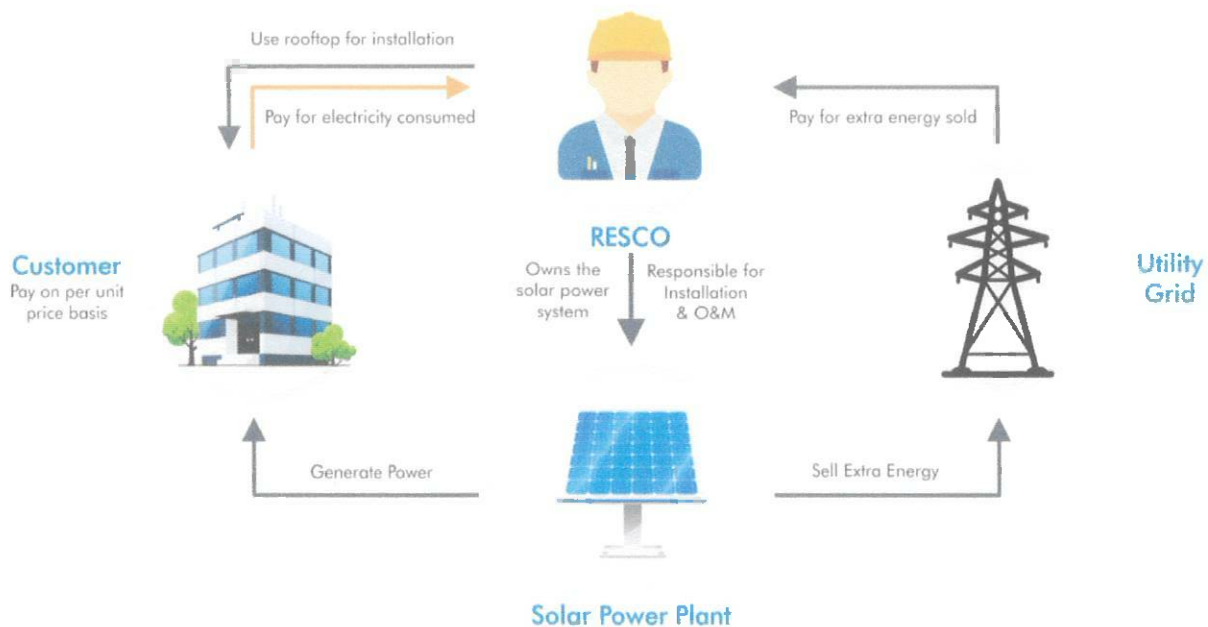 Use rooftop for installation
Pay for electricity consumed
Pay for extra energy sold
RESCO
Owns the
solar power
system
Responsible for
Installation
& O&M
Customer
Pay on per unit
price basis
Utility
Grid
Generate Power
Sell Extra Energy
Solar Power Plant